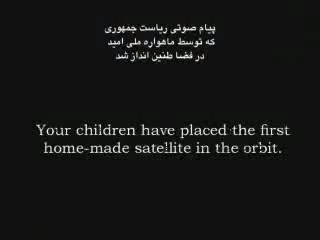 پیام صوتی ریاست جمهوری
که توسط ماهواره ملی امید
در فضا طنین انداز شد
Your children have placed the first
home-made satellite in the orbit.